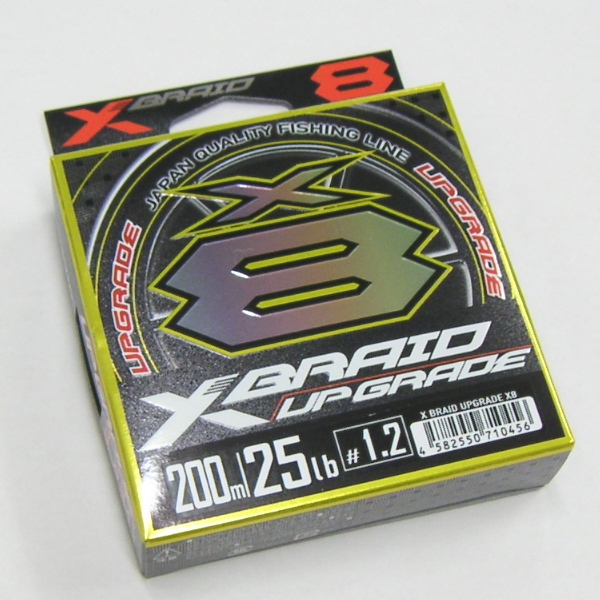 X BRAID 8
JAPAN QUALITY FISHING LINE
UPGRADE
UPGRADE
X
8
X BRAID
UPGRADE
200m 25lb #1.2
X BRAID UPGRADE X8
4 582550 710456